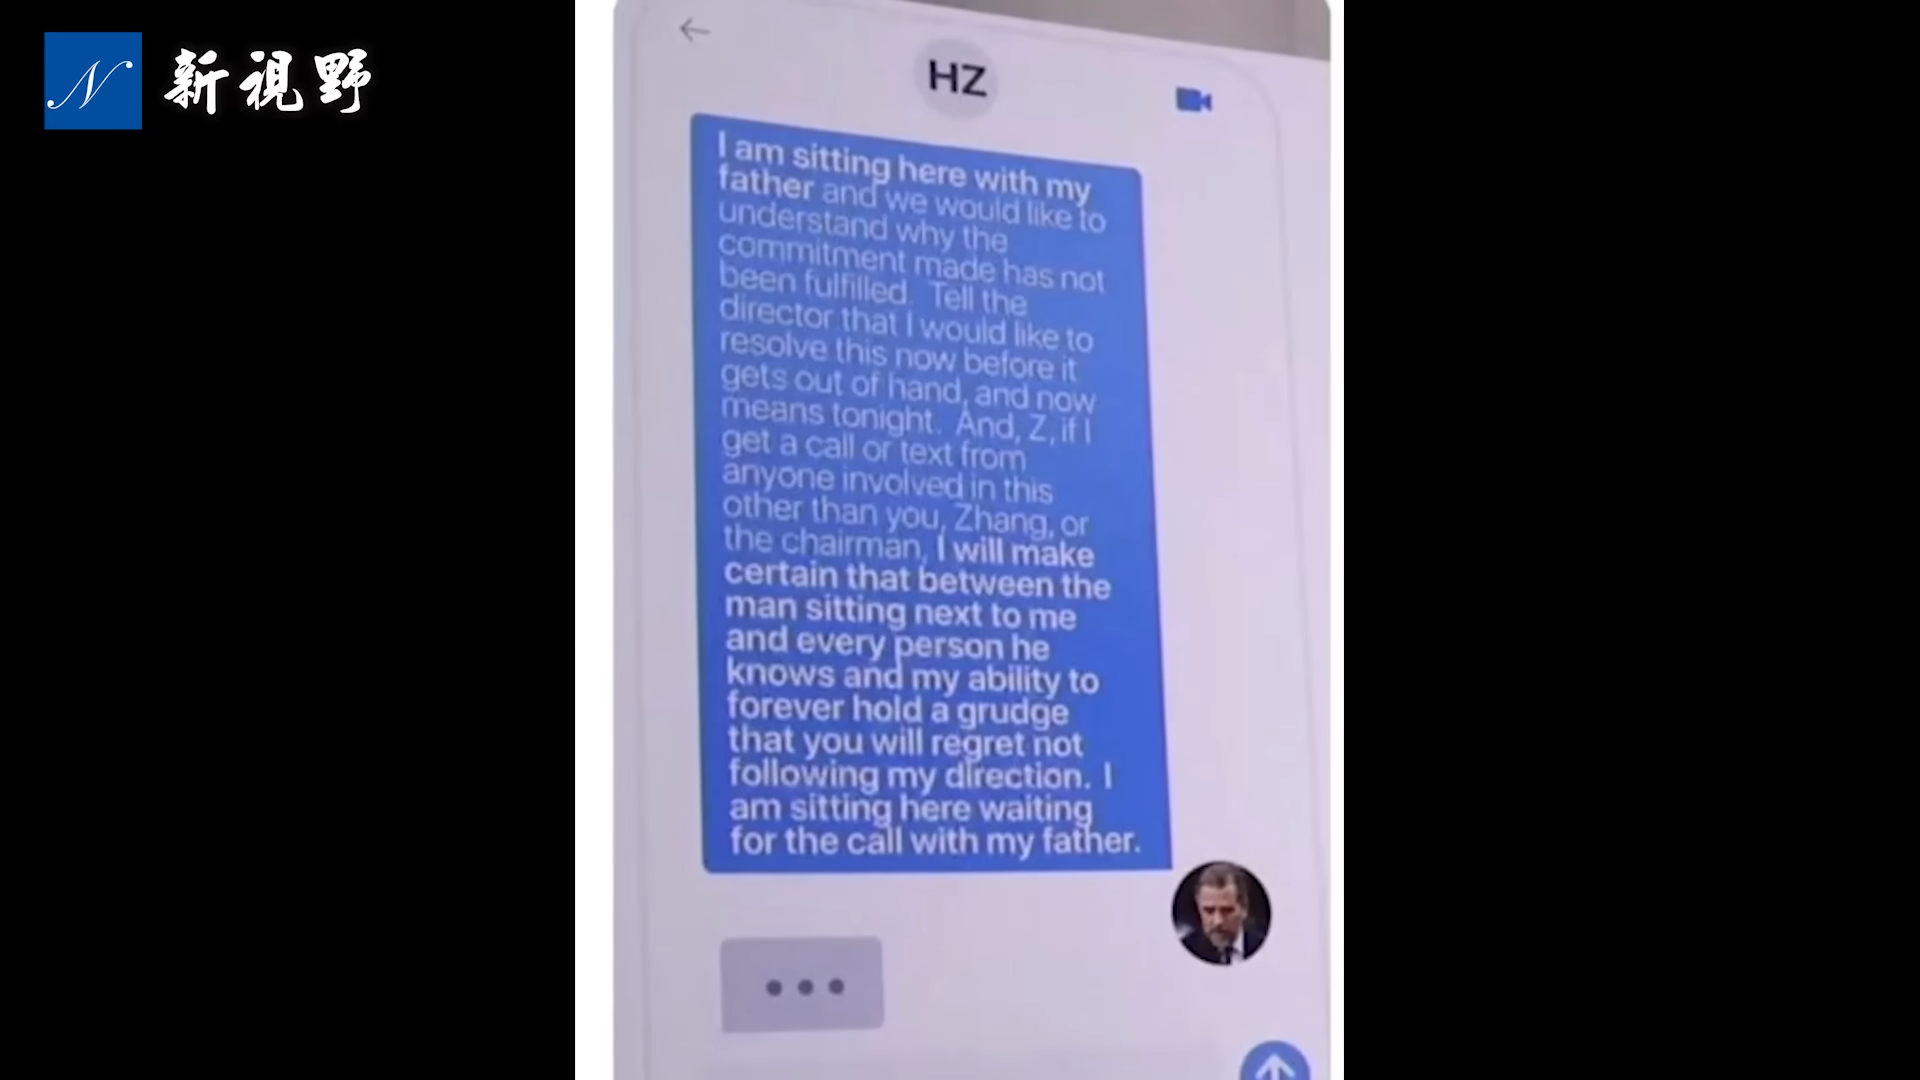 N 新視野
HZ
I am sitting here with my
father and we would like to
understand why the
commitment made has not
been fulfilled. Tell the
director that I would like to
resolve this now before it
gets out of hand, and now
means tonight. And, Z, if I
get a call or text from
anyone involved in this
other than you, Zhang, or
the chairman, I will make
certain that between the
man sitting next to me
and every person he
knows and my ability to
forever hold a grudge
that you will regret not
following my direction. I
am sitting here waiting
for the call with my father.